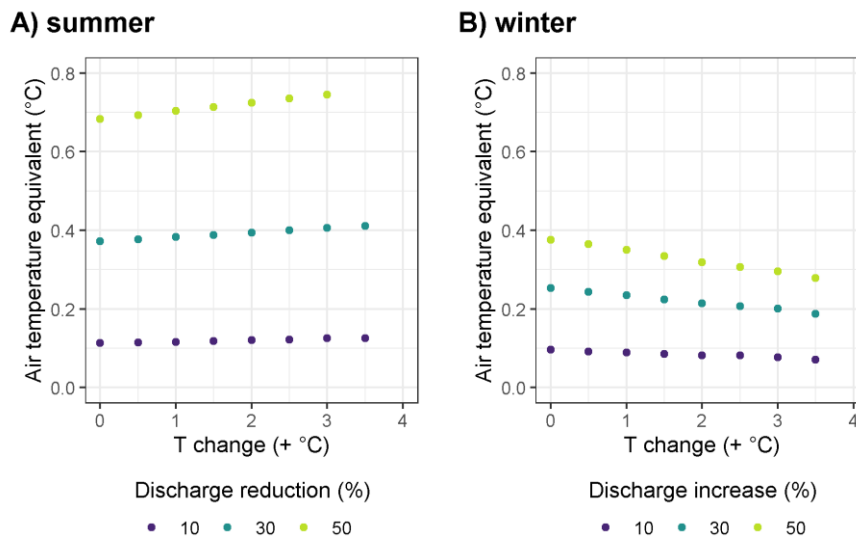 A) summer
Air temperature equivalent (°C)
0.8
0.6
0.4
0.2
0.0
0 1 2 3 4
T change (+ °C)
Discharge reduction (%)
10 30 50
B) winter
Air temperature equivalent (°C)
0.8
0.6
0.4
0.2
0.0
0 1 2 3 4
T change (+ °C)
Discharge increase (%)
10 30 50